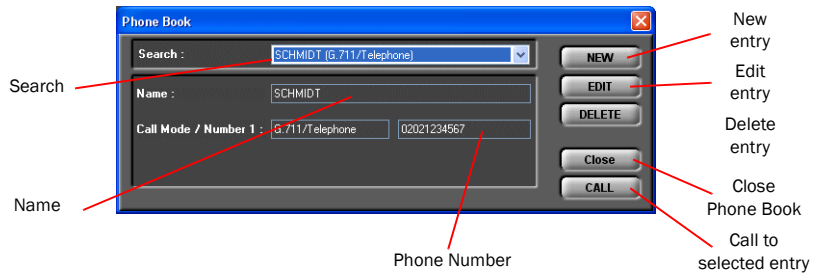 Phone Book
Search :
SCHMIDT (G.711/Telephone)
Name :
SCHMIDT
Call Mode / Number 1 :
G.711/Telephone
02021234567
NEW
EDIT
DELETE
Close
CALL
Search
Name
Phone Number
New
entry
Edit
entry
Delete
entry
Close
Phone Book
Call to
selected entry